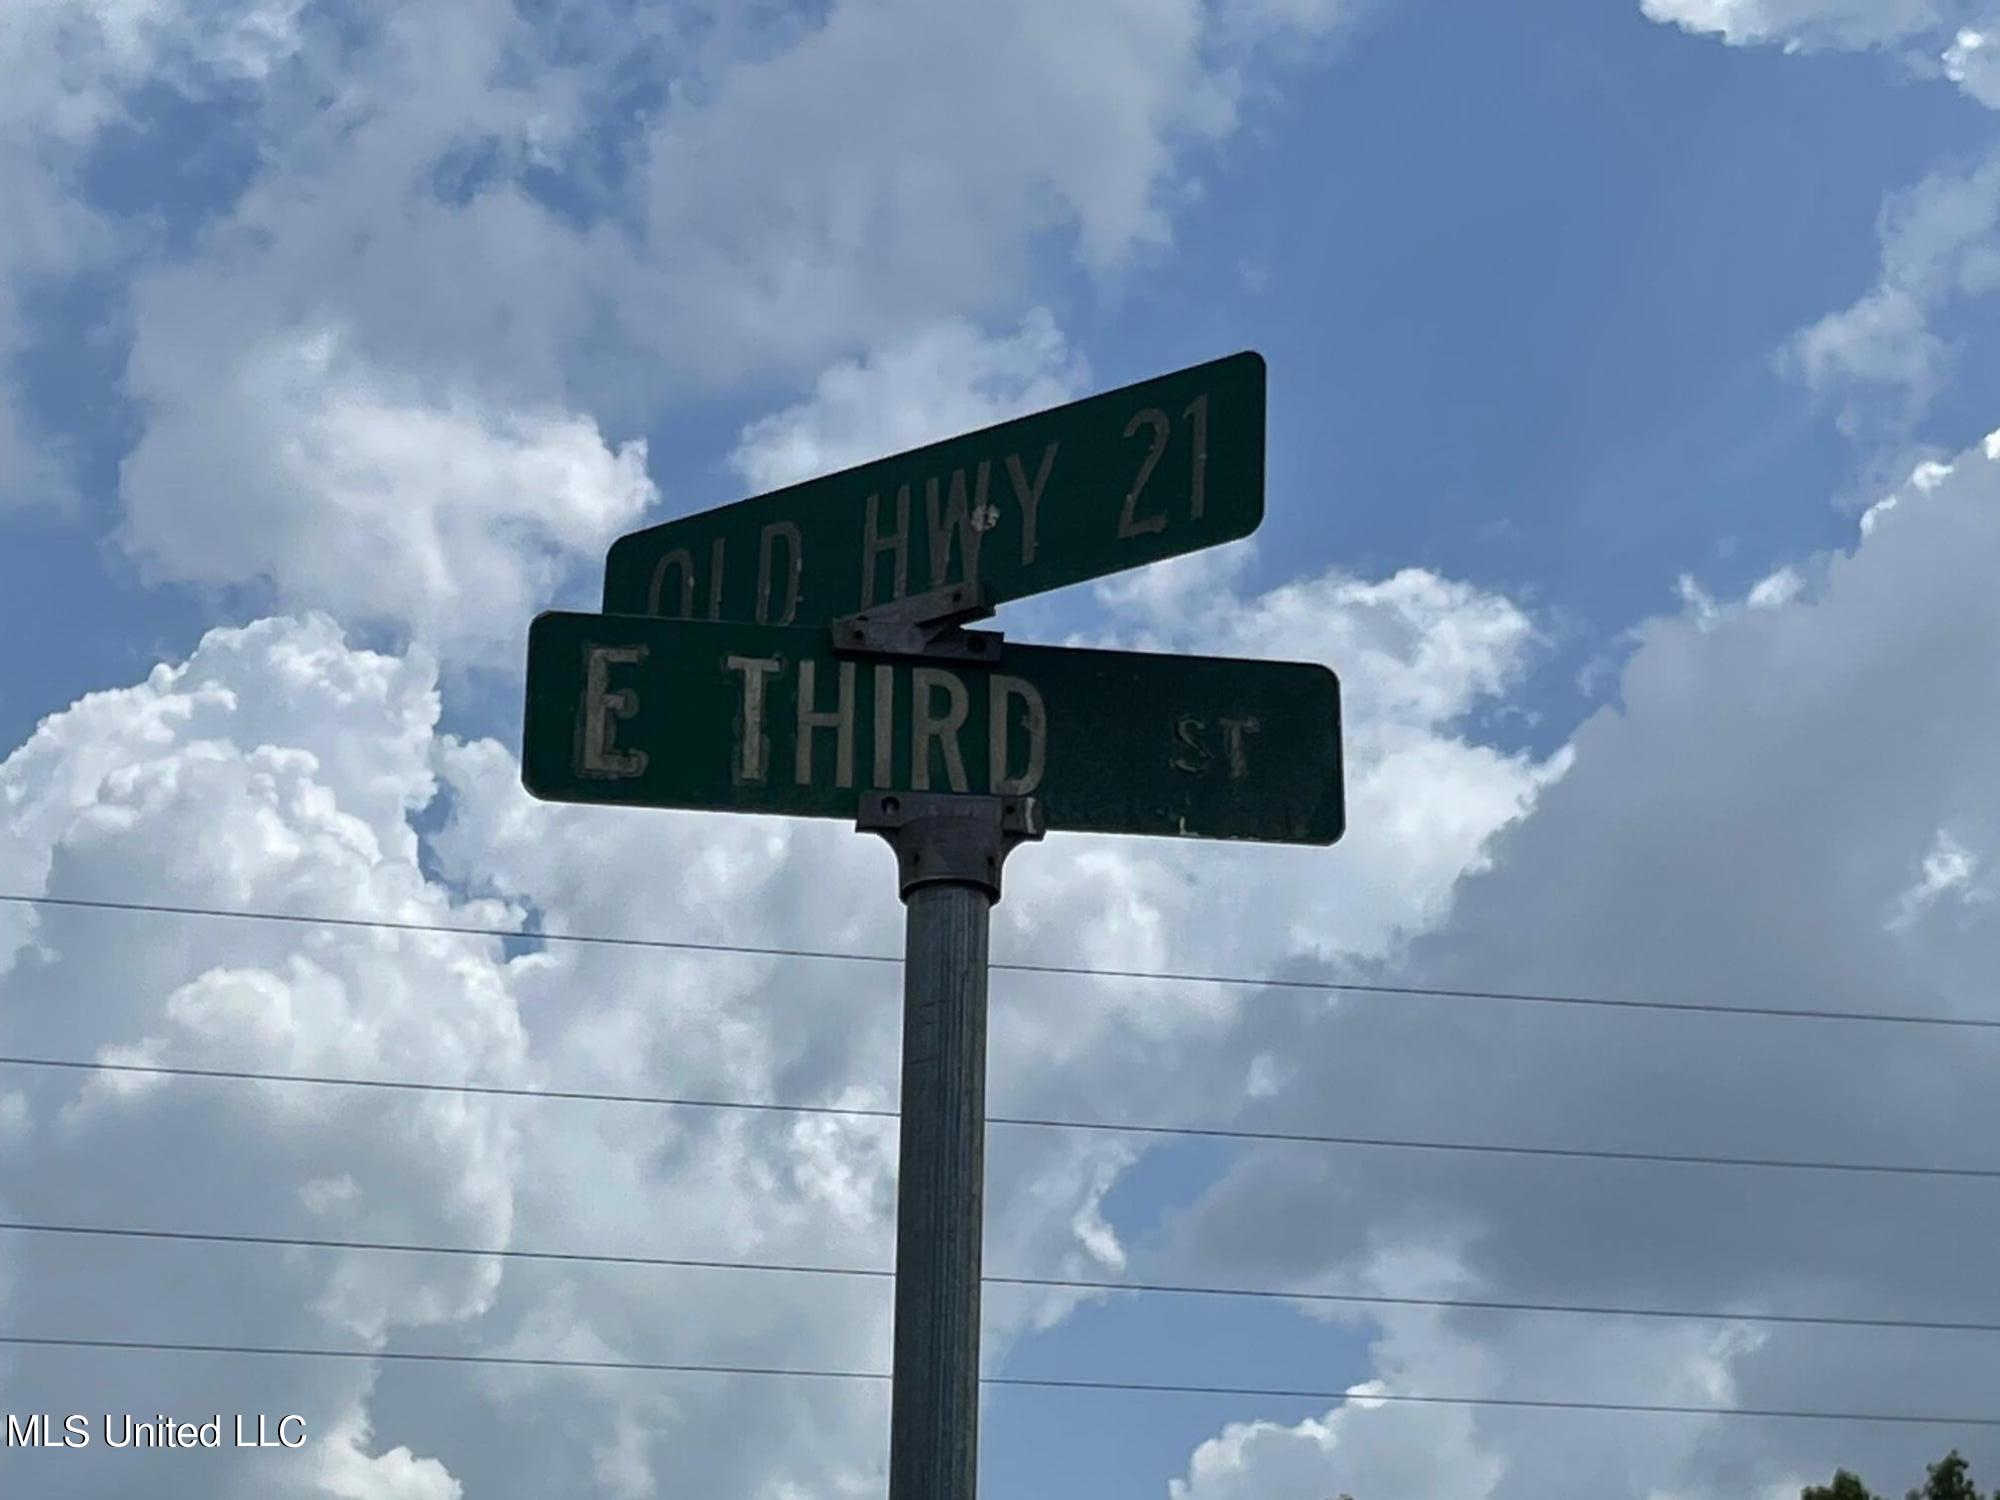 OLD HWY 21
E THIRD ST
MLS United LLC